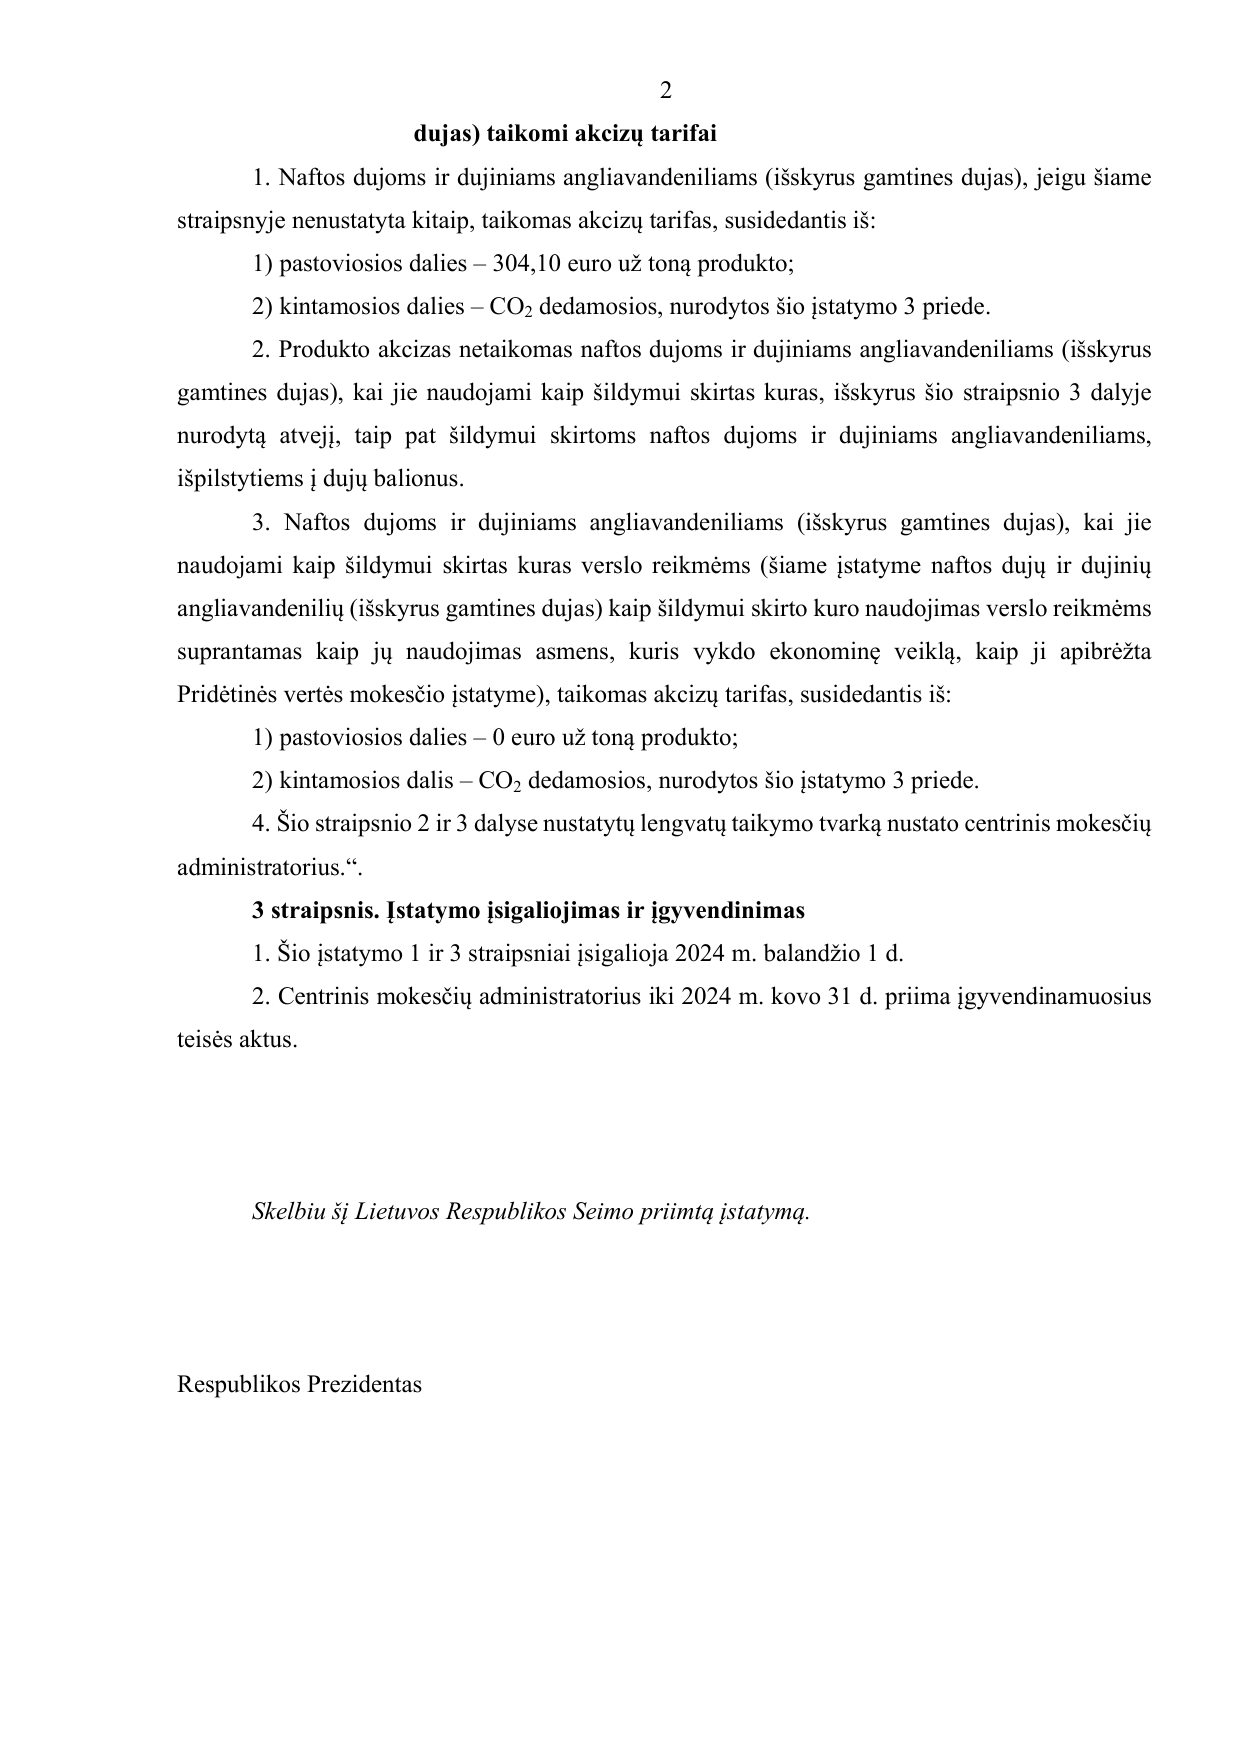 2
dujas) taikomi akcizų tarifai
1. Naftos dujoms ir dujiniams angliavandeniliams (išskyrus gamtines dujas), jeigu šiame
straipsnyje nenustatyta kitaip, taikomas akcizų tarifas, susidedantis iš:
1) pastoviosios dalies – 304,10 euro už toną produkto;
2) kintamosios dalies – CO₂ dedamosios, nurodytos šio įstatymo 3 priede.
2. Produkto akcizas netaikomas naftos dujoms ir dujiniams angliavandeniliams (išskyrus
gamtines dujas), kai jie naudojami kaip šildymui skirtas kuras, išskyrus šio straipsnio 3 dalyje
nurodytą atvejį, taip pat šildymui skirtoms naftos dujoms ir dujiniams angliavandeniliams,
išpilstytiems į dujų balionus.
3. Naftos dujoms ir dujiniams angliavandeniliams (išskyrus gamtines dujas), kai jie
naudojami kaip šildymui skirtas kuras verslo reikmėms (šiame įstatyme naftos dujų ir dujinių
angliavandenilių (išskyrus gamtines dujas) kaip šildymui skirto kuro naudojimas verslo reikmėms
suprantamas kaip jų naudojimas asmens, kuris vykdo ekonominę veiklą, kaip ji apibrėžta
Pridėtinės vertės mokesčio įstatyme), taikomas akcizų tarifas, susidedantis iš:
1) pastoviosios dalies – 0 euro už toną produkto;
2) kintamosios dalis – CO₂ dedamosios, nurodytos šio įstatymo 3 priede.
4. Šio straipsnio 2 ir 3 dalyse nustatytų lengvatų taikymo tvarką nustato centrinis mokesčių
administratorius.“.
3 straipsnis. Įstatymo įsigaliojimas ir įgyvendinimas
1. Šio įstatymo 1 ir 3 straipsniai įsigalioja 2024 m. balandžio 1 d.
2. Centrinis mokesčių administratorius iki 2024 m. kovo 31 d. priima įgyvendinamuosius
teisės aktus.
Skelbiu šį Lietuvos Respublikos Seimo priimtą įstatymą.
Respublikos Prezidentas